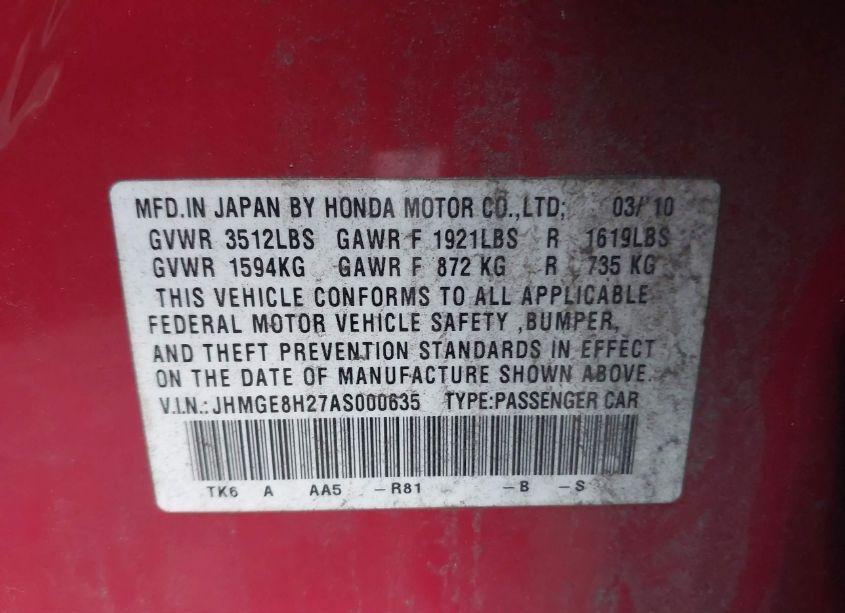 MFD.IN JAPAN BY HONDA MOTOR CO.,LTD; 03/'10
GVWR 3512LBS GAWR F 1921LBS R 1619LBS
GVWR 1594KG GAWR F 872 KG R 735 KG
THIS VEHICLE CONFORMS TO ALL APPLICABLE
FEDERAL MOTOR VEHICLE SAFETY ,BUMPER,
AND THEFT PREVENTION STANDARDS IN EFFECT
ON THE DATE OF MANUFACTURE SHOWN ABOVE.
V.I.N.: JHMGE8H27AS000635 TYPE:PASSENGER CAR
TK6 A AA5 -R81 -B -S